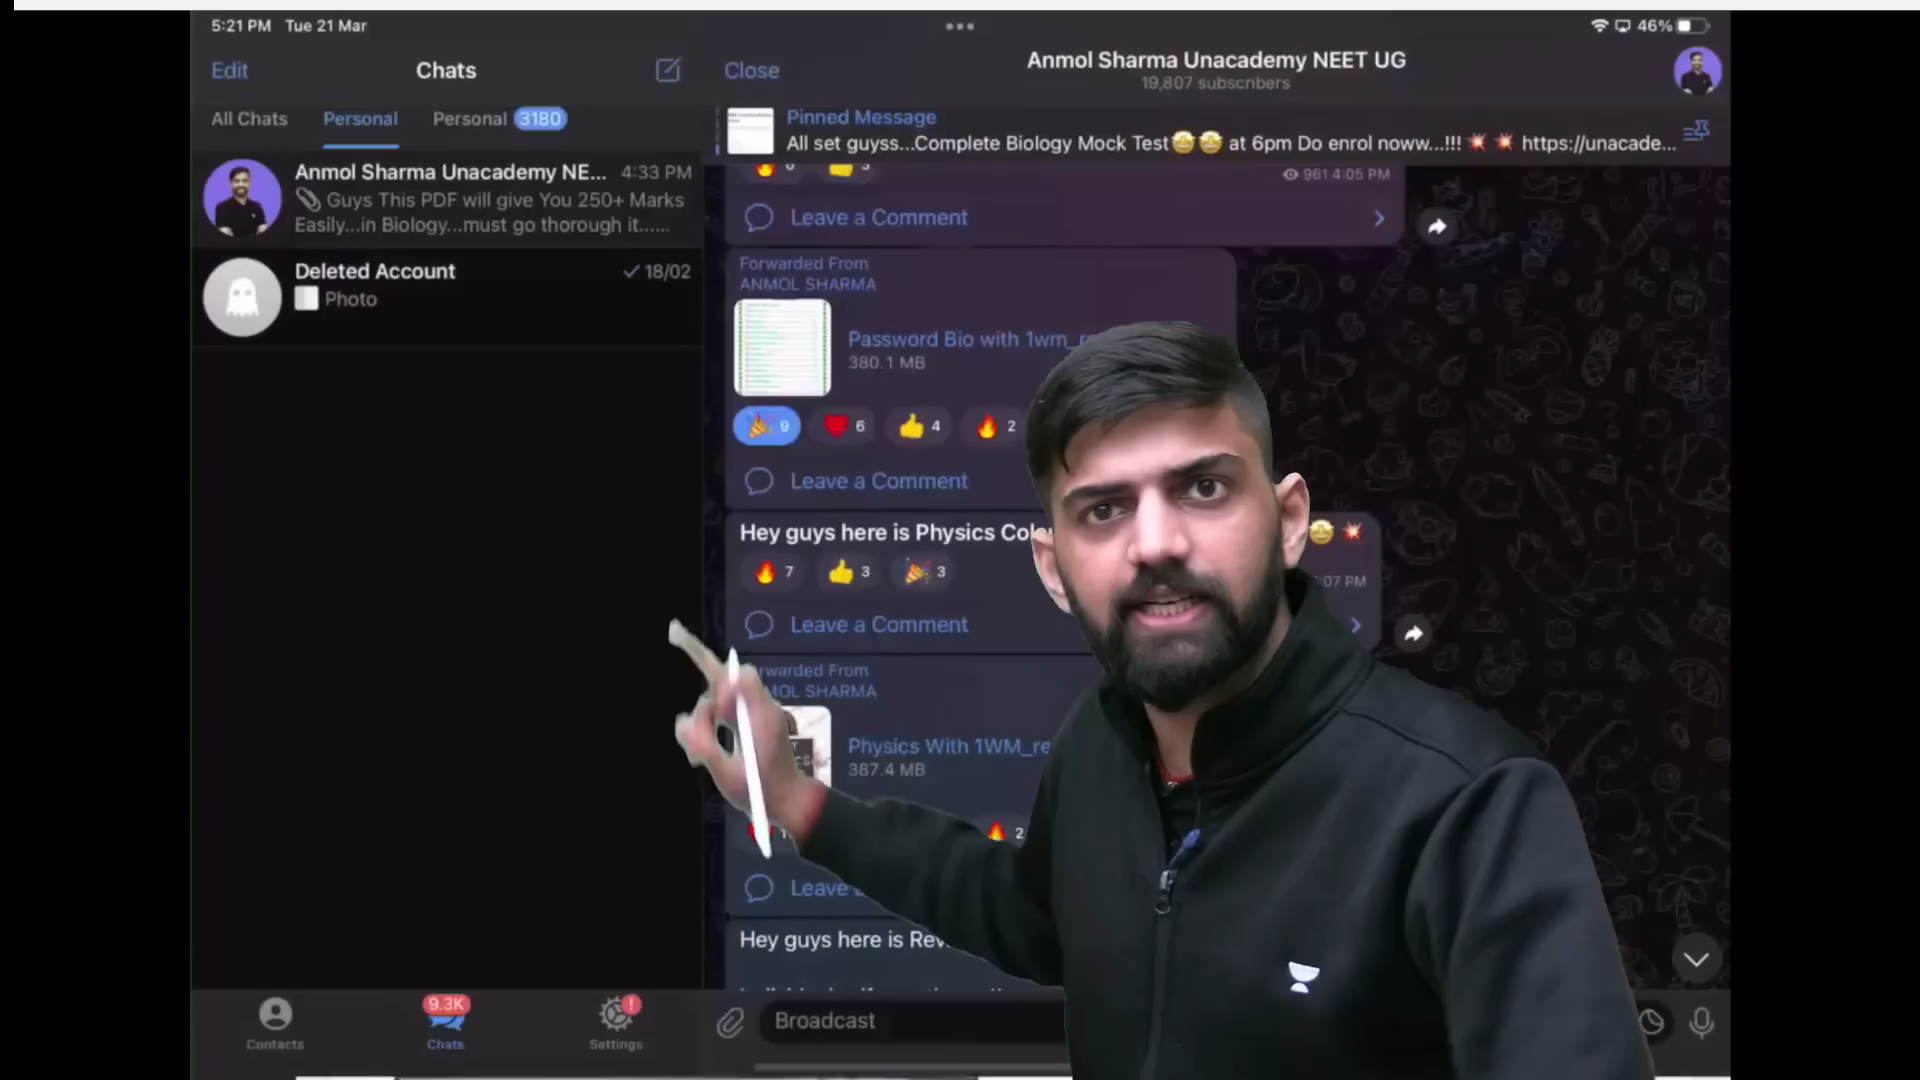 5:21 PM Tue 21 Mar
46%
Edit
Chats
Close
Anmol Sharma Unacademy NEET UG
19,807 subscribers
All Chats
Personal
Personal 3180
Pinned Message
All set guyss...Complete Biology Mock Test🤩🤩 at 6pm Do enrol noww...!!! 💥 💥 https://unacade...
Anmol Sharma Unacademy NE... 4:33 PM
Guys This PDF will give You 250+ Marks
Easily...in Biology...must go thorough it......
Deleted Account
18/02
Photo
961 4:05 PM
Leave a Comment
Forwarded From
ANMOL SHARMA
Password Bio with 1wm_
380.1 MB
🎉 9 ❤️ 6 👍 4 🔥 2
Leave a Comment
Hey guys here is Physics 🤩 💥
🔥 7 👍 3 🎉 3
07 PM
Leave a Comment
From
SHARMA
Physics With 1WM_re
387.4 MB
🔥 2
Leave
Hey guys here is
Broadcast
9.3K
!
Contacts
Chats
Settings